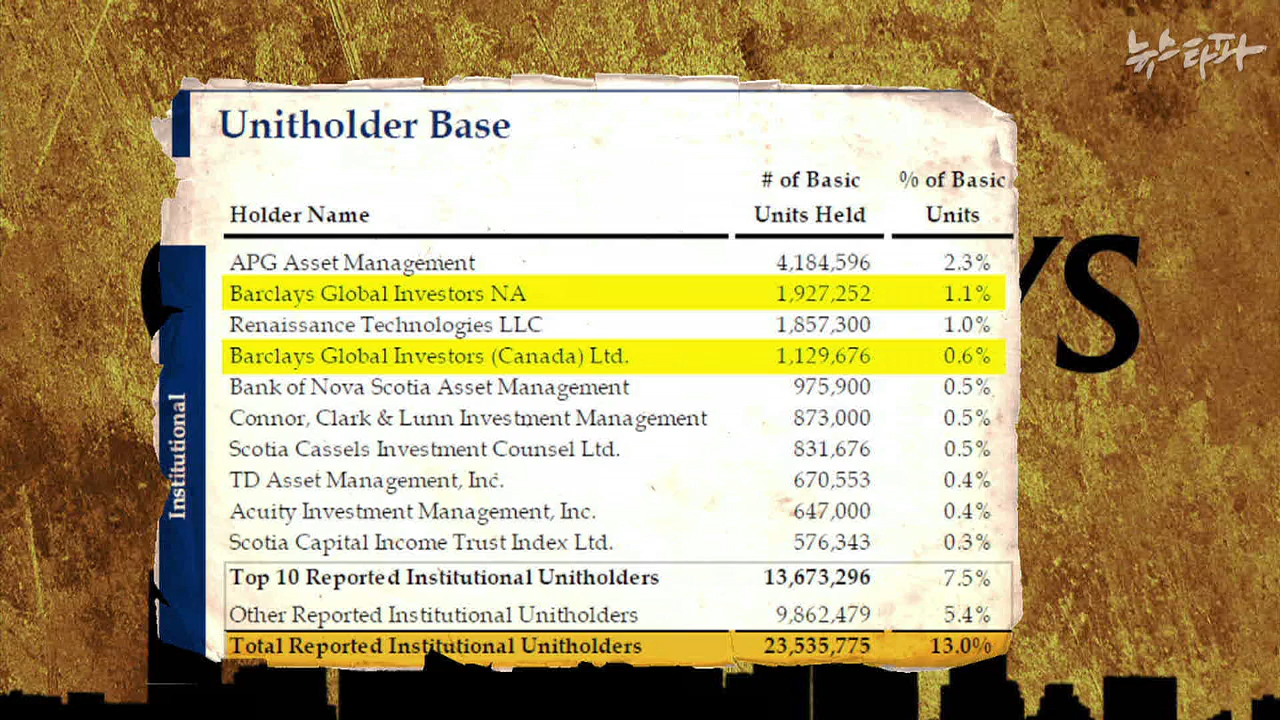 뉴스타파
Unitholder Base
# of Basic % of Basic
Holder Name Units Held Units
APG Asset Management 4,184,596 2.3%
Barclays Global Investors NA 1,927,252 1.1%
Renaissance Technologies LLC 1,857,300 1.0%
Barclays Global Investors (Canada) Ltd. 1,129,676 0.6%
Bank of Nova Scotia Asset Management 975,900 0.5%
Connor, Clark & Lunn Investment Management 873,000 0.5%
Scotia Cassels Investment Counsel Ltd. 831,676 0.5%
TD Asset Management, Inc. 670,553 0.4%
Acuity Investment Management, Inc. 647,000 0.4%
Scotia Capital Income Trust Index Ltd. 576,343 0.3%
Top 10 Reported Institutional Unitholders 13,673,296 7.5%
Other Reported Institutional Unitholders 9,862,479 5.4%
Total Reported Institutional Unitholders 23,535,775 13.0%
Institutional